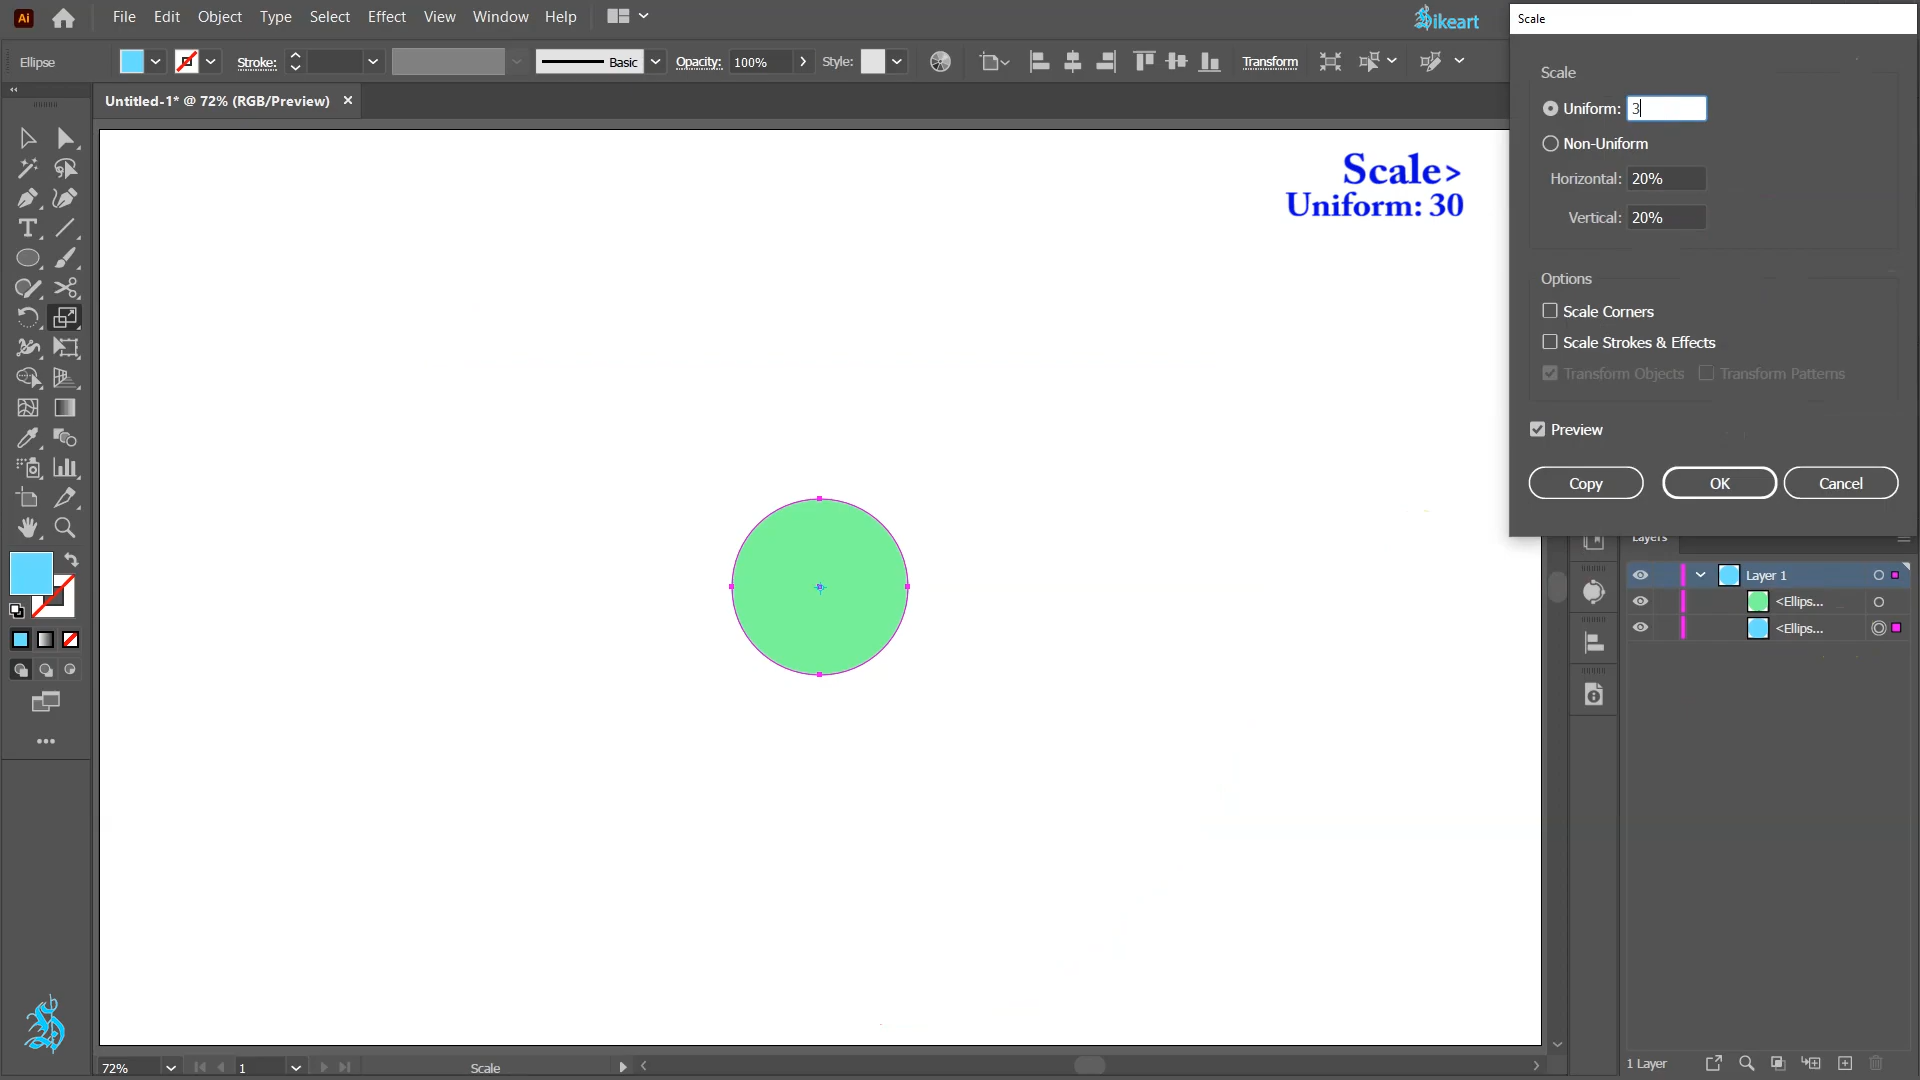 Ai File Edit Object Type Select Effect View Window Help
Sikeart
Scale
Ellipse Stroke: Basic Opacity: 100% Style: Transform
Untitled-1* @ 72% (RGB/Preview)
Scale>
Uniform: 30
Scale
Uniform: 3
Non-Uniform
Horizontal: 20%
Vertical: 20%
Options
Scale Corners
Scale Strokes & Effects
Transform Objects Transform Patterns
Preview
Copy OK Cancel
Layers
Layer 1
<Ellips...
<Ellips...
72% 1 Scale
1 Layer